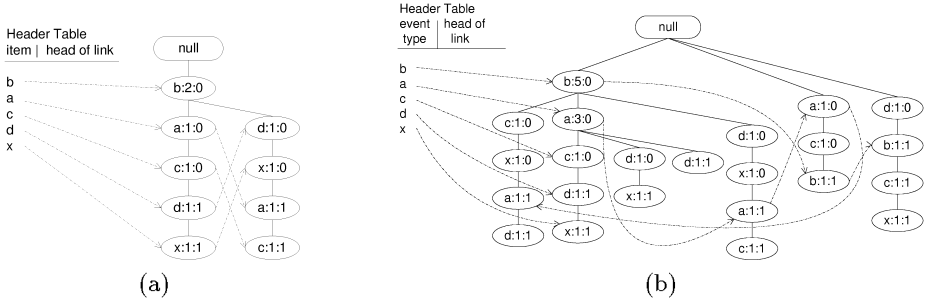 Header Table
item | head of link
null
b
a
c
d
x
b:2:0
a:1:0
d:1:0
c:1:0
x:1:0
d:1:1
a:1:1
x:1:1
c:1:1
(a)
Header Table
event | head of
type | link
null
b
a
c
d
x
b:5:0
c:1:0
a:3:0
d:1:0
a:1:0
d:1:0
x:1:0
c:1:0
d:1:0
d:1:1
x:1:0
c:1:0
b:1:1
a:1:1
d:1:1
x:1:1
a:1:1
b:1:1
c:1:1
d:1:1
x:1:1
c:1:1
x:1:1
(b)